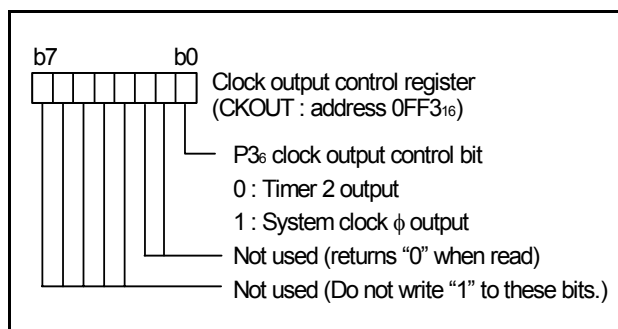 b7 b0
Clock output control register
(CKOUT : address 0FF3₁₆)
P3₆ clock output control bit
0 : Timer 2 output
1 : System clock ϕ output
Not used (returns “0” when read)
Not used (Do not write “1” to these bits.)